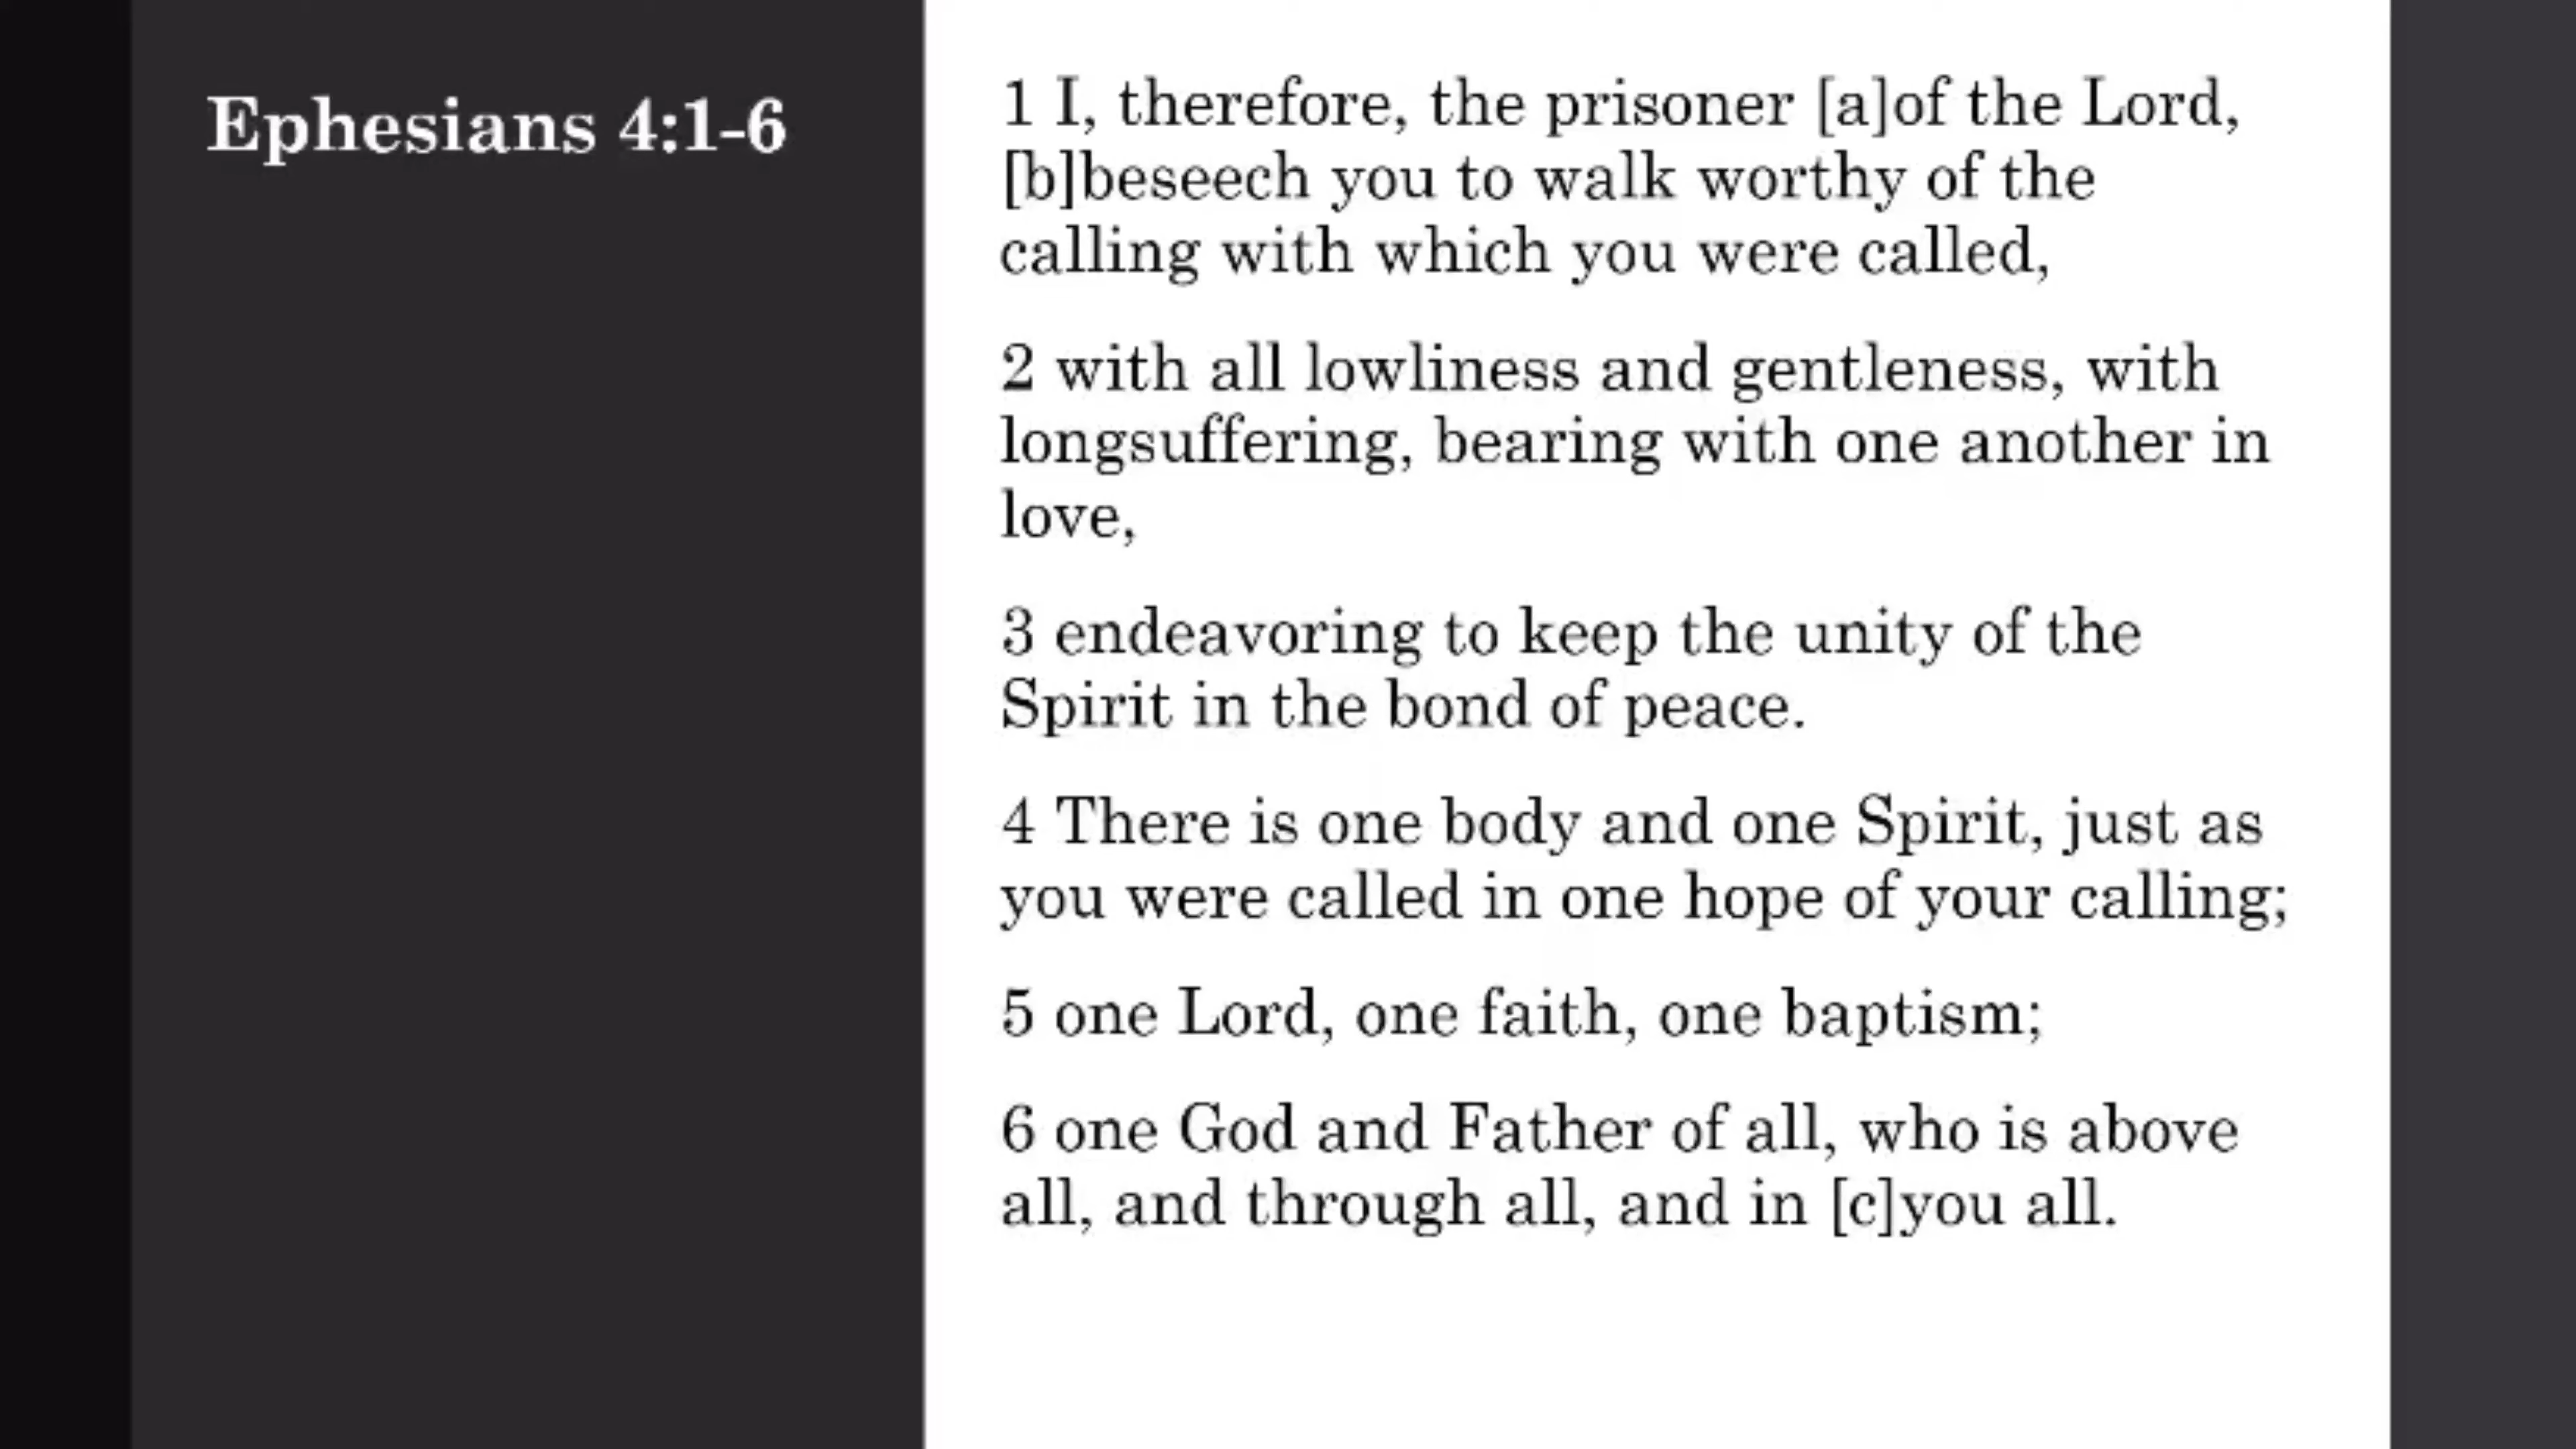 Ephesians 4:1-6
1 I, therefore, the prisoner [a]of the Lord,
[b]beseech you to walk worthy of the
calling with which you were called,
2 with all lowliness and gentleness, with
longsuffering, bearing with one another in
love,
3 endeavoring to keep the unity of the
Spirit in the bond of peace.
4 There is one body and one Spirit, just as
you were called in one hope of your calling;
5 one Lord, one faith, one baptism;
6 one God and Father of all, who is above
all, and through all, and in [c]you all.